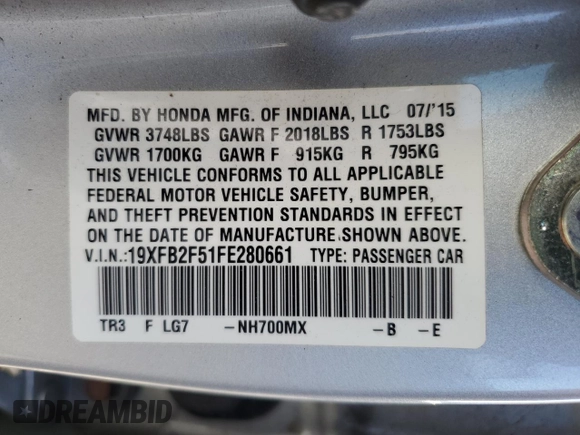 MFD. BY HONDA MFG. OF INDIANA, LLC 07/'15
GVWR 3748LBS GAWR F 2018LBS R 1753LBS
GVWR 1700KG GAWR F 915KG R 795KG
THIS VEHICLE CONFORMS TO ALL APPLICABLE
FEDERAL MOTOR VEHICLE SAFETY, BUMPER,
AND THEFT PREVENTION STANDARDS IN EFFECT
ON THE DATE OF MANUFACTURE SHOWN ABOVE.
V.I.N.: 19XFB2F51FE280661 TYPE: PASSENGER CAR
TR3 F LG7 -NH700MX -B -E
DREAMBID